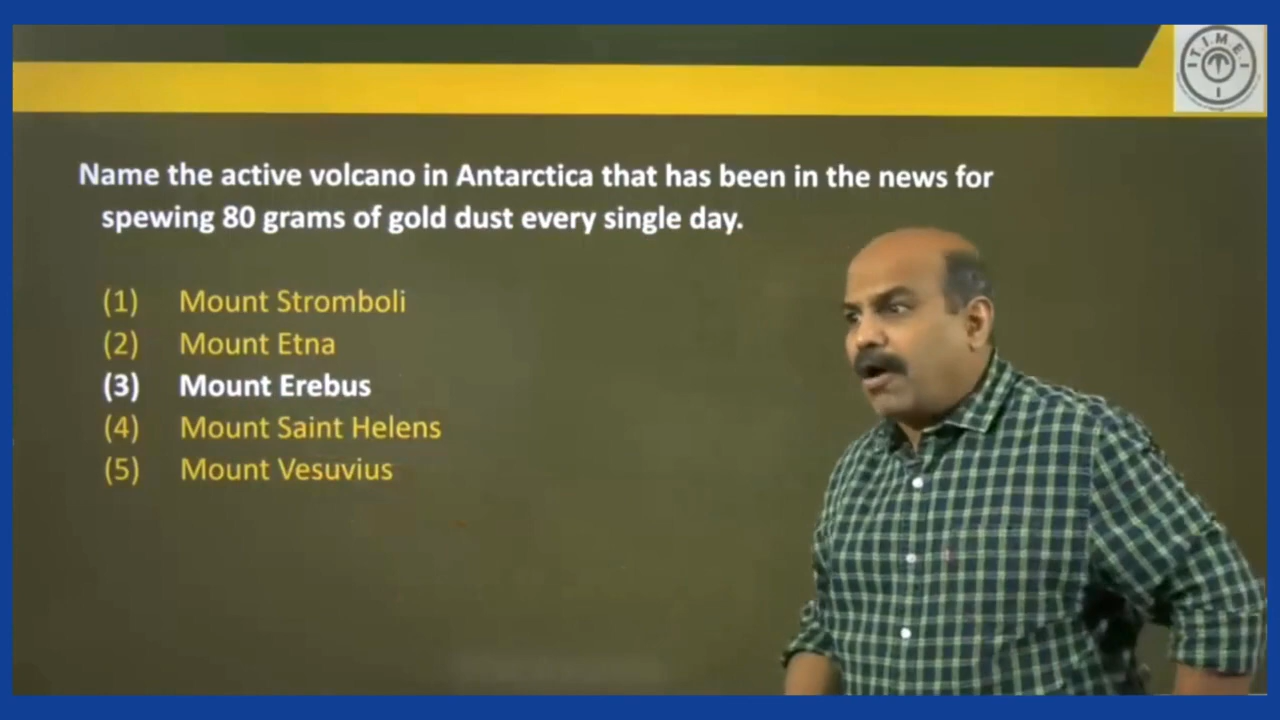 T.I.M.E.
Name the active volcano in Antarctica that has been in the news for
spewing 80 grams of gold dust every single day.
(1) Mount Stromboli
(2) Mount Etna
(3) Mount Erebus
(4) Mount Saint Helens
(5) Mount Vesuvius